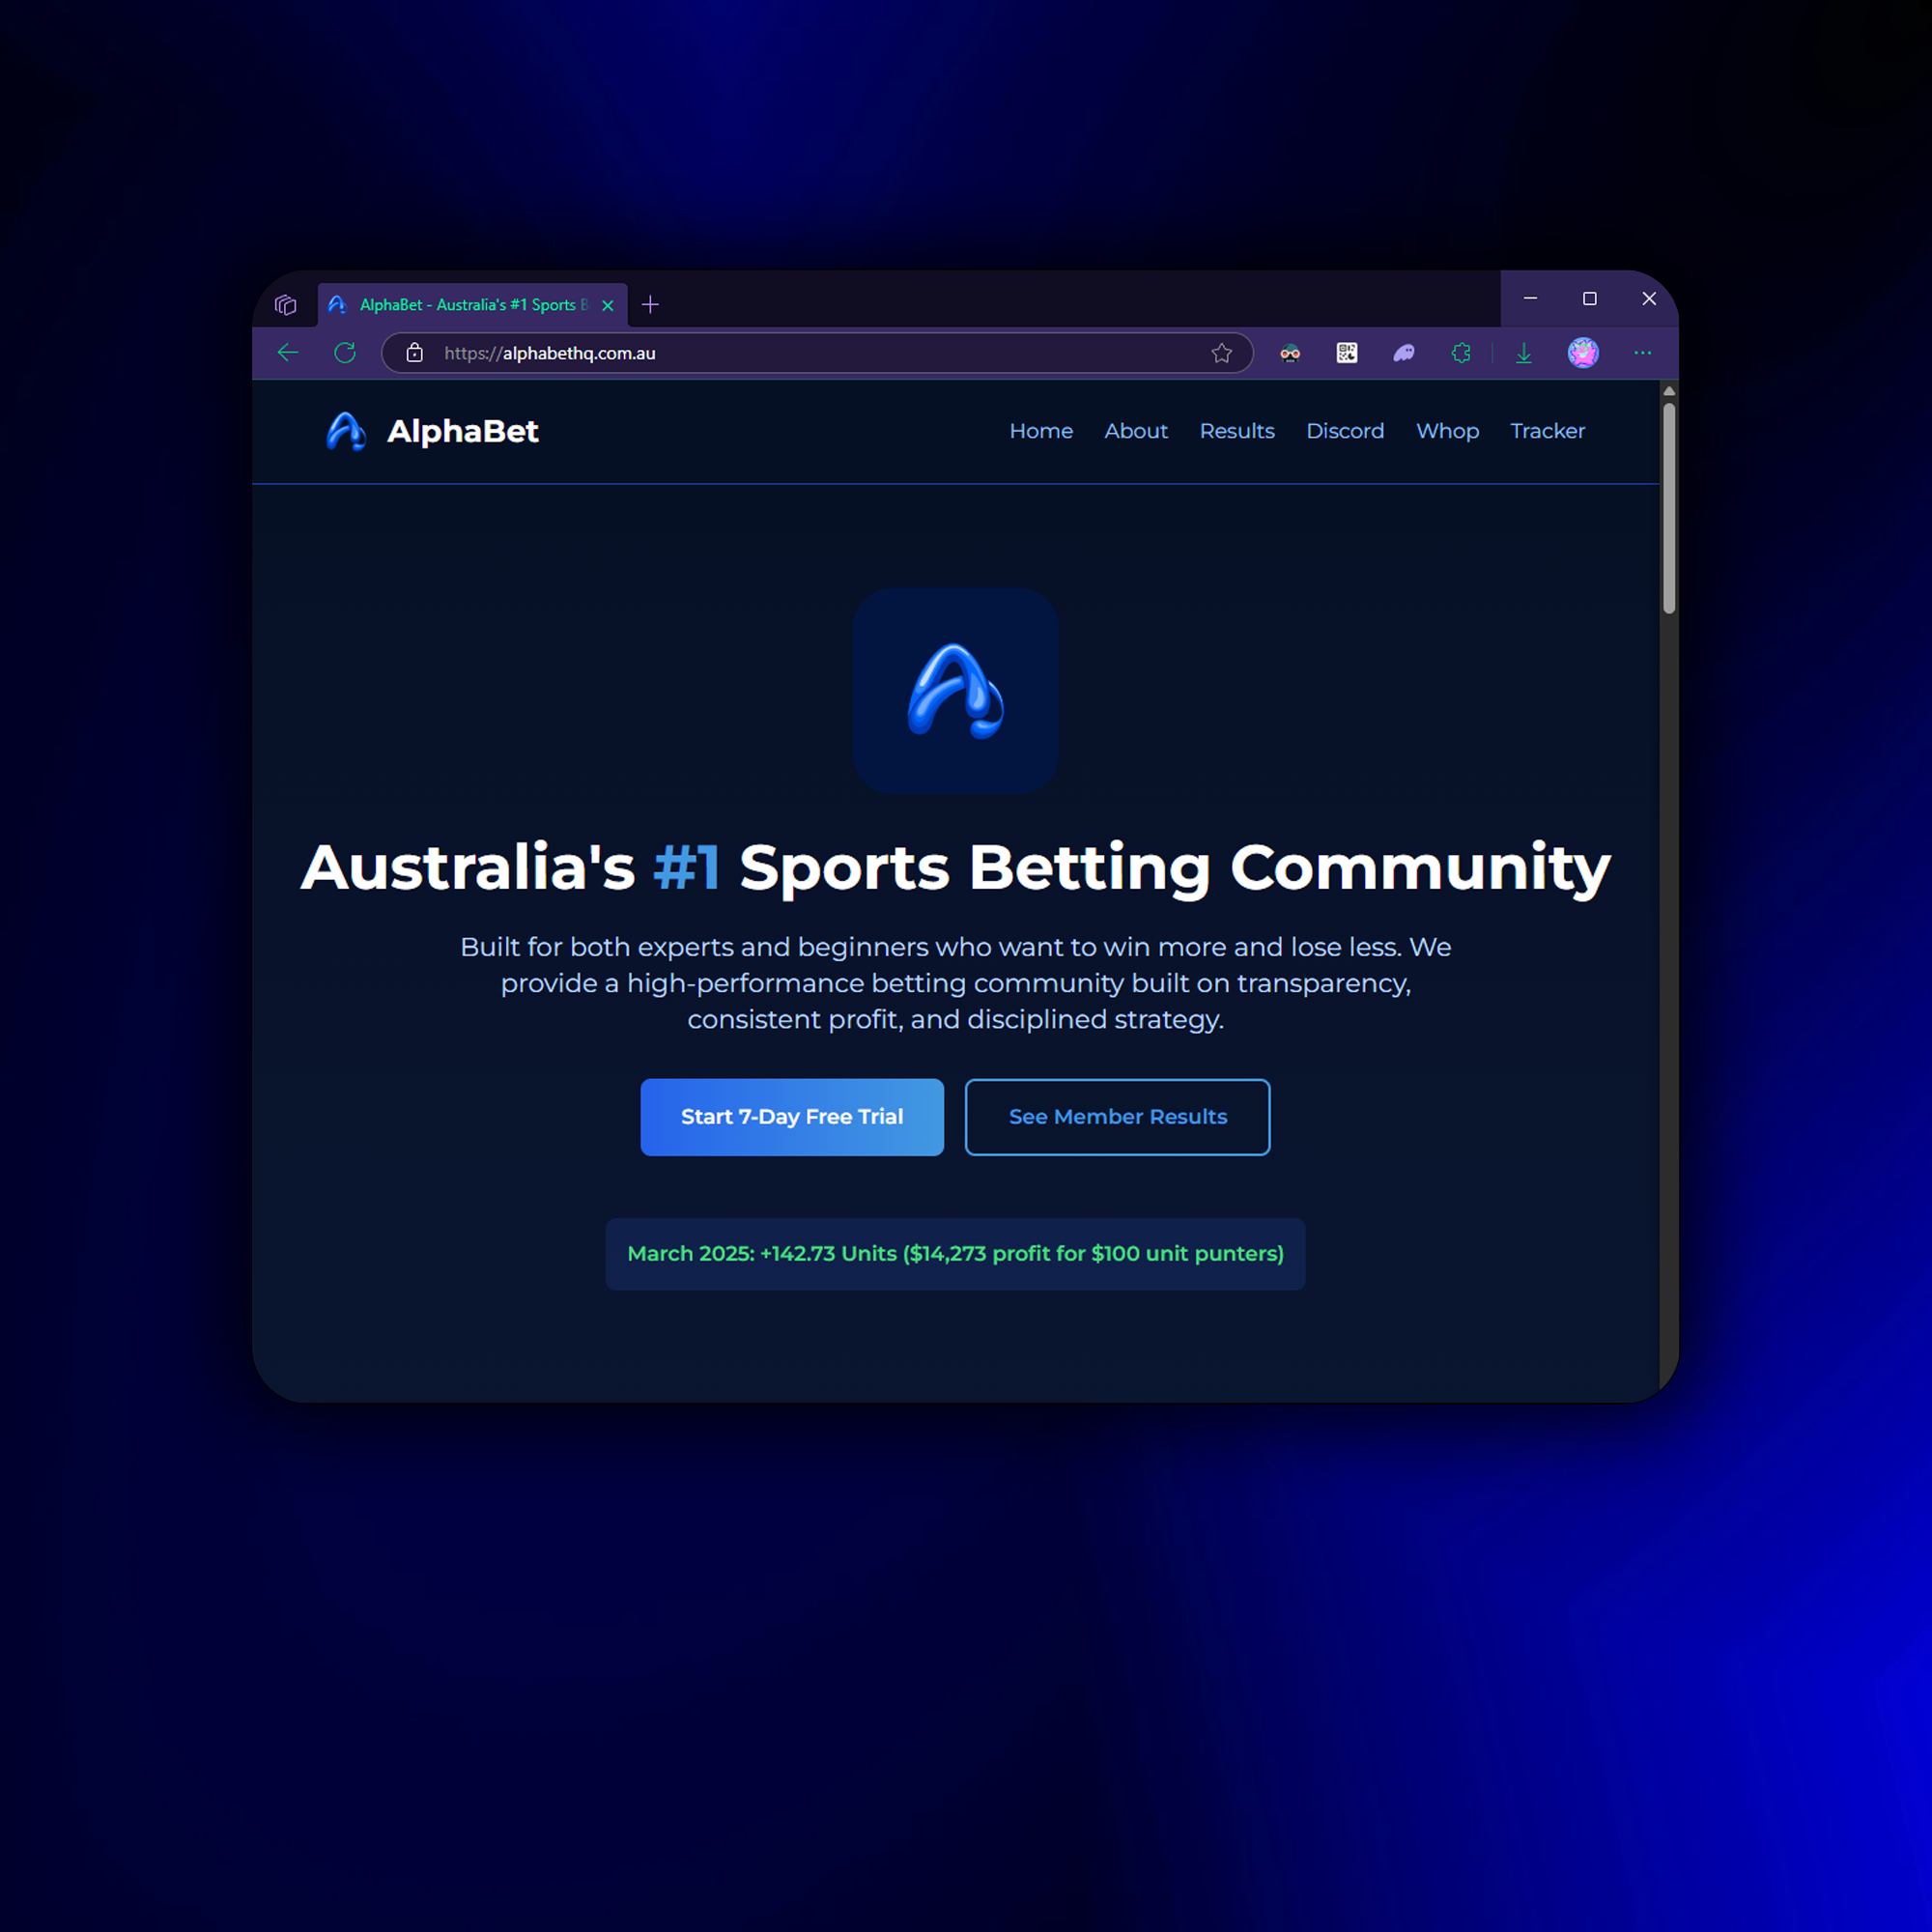 AlphaBet - Australia's #1 Sports
https://alphabethq.com.au
AlphaBet
Home About Results Discord Whop Tracker
Australia's #1 Sports Betting Community
Built for both experts and beginners who want to win more and lose less. We
provide a high-performance betting community built on transparency,
consistent profit, and disciplined strategy.
Start 7-Day Free Trial See Member Results
March 2025: +142.73 Units ($14,273 profit for $100 unit punters)